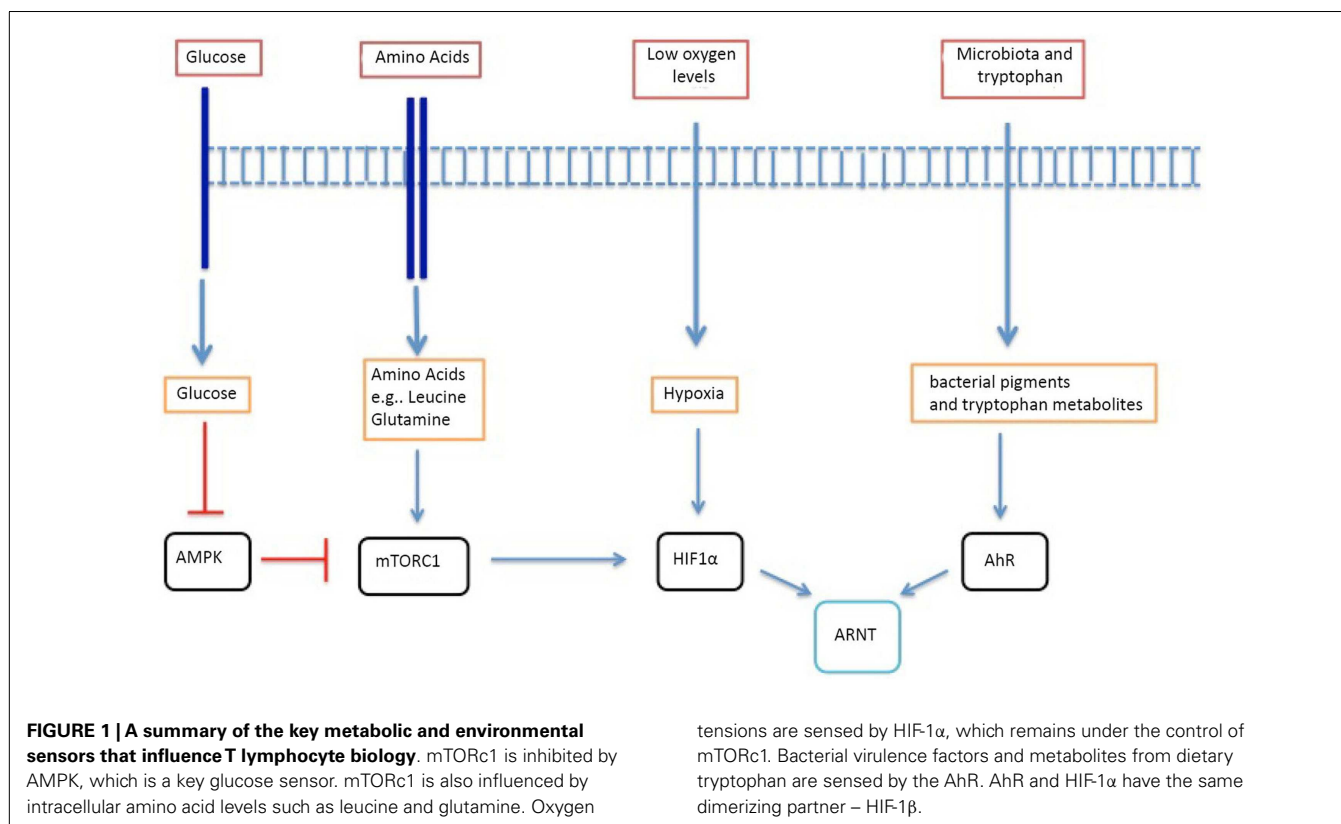 Glucose
Amino Acids
Low oxygen
levels
Microbiota and
tryptophan
Glucose
Amino Acids
e.g.. Leucine
Glutamine
Hypoxia
bacterial pigments
and tryptophan metabolites
AMPK
mTORC1
HIF1α
AhR
ARNT
FIGURE 1 | A summary of the key metabolic and environmental
sensors that influence T lymphocyte biology. mTORc1 is inhibited by
AMPK, which is a key glucose sensor. mTORc1 is also influenced by
intracellular amino acid levels such as leucine and glutamine. Oxygen
tensions are sensed by HIF-1α, which remains under the control of
mTORc1. Bacterial virulence factors and metabolites from dietary
tryptophan are sensed by the AhR. AhR and HIF-1α have the same
dimerizing partner – HIF-1β.